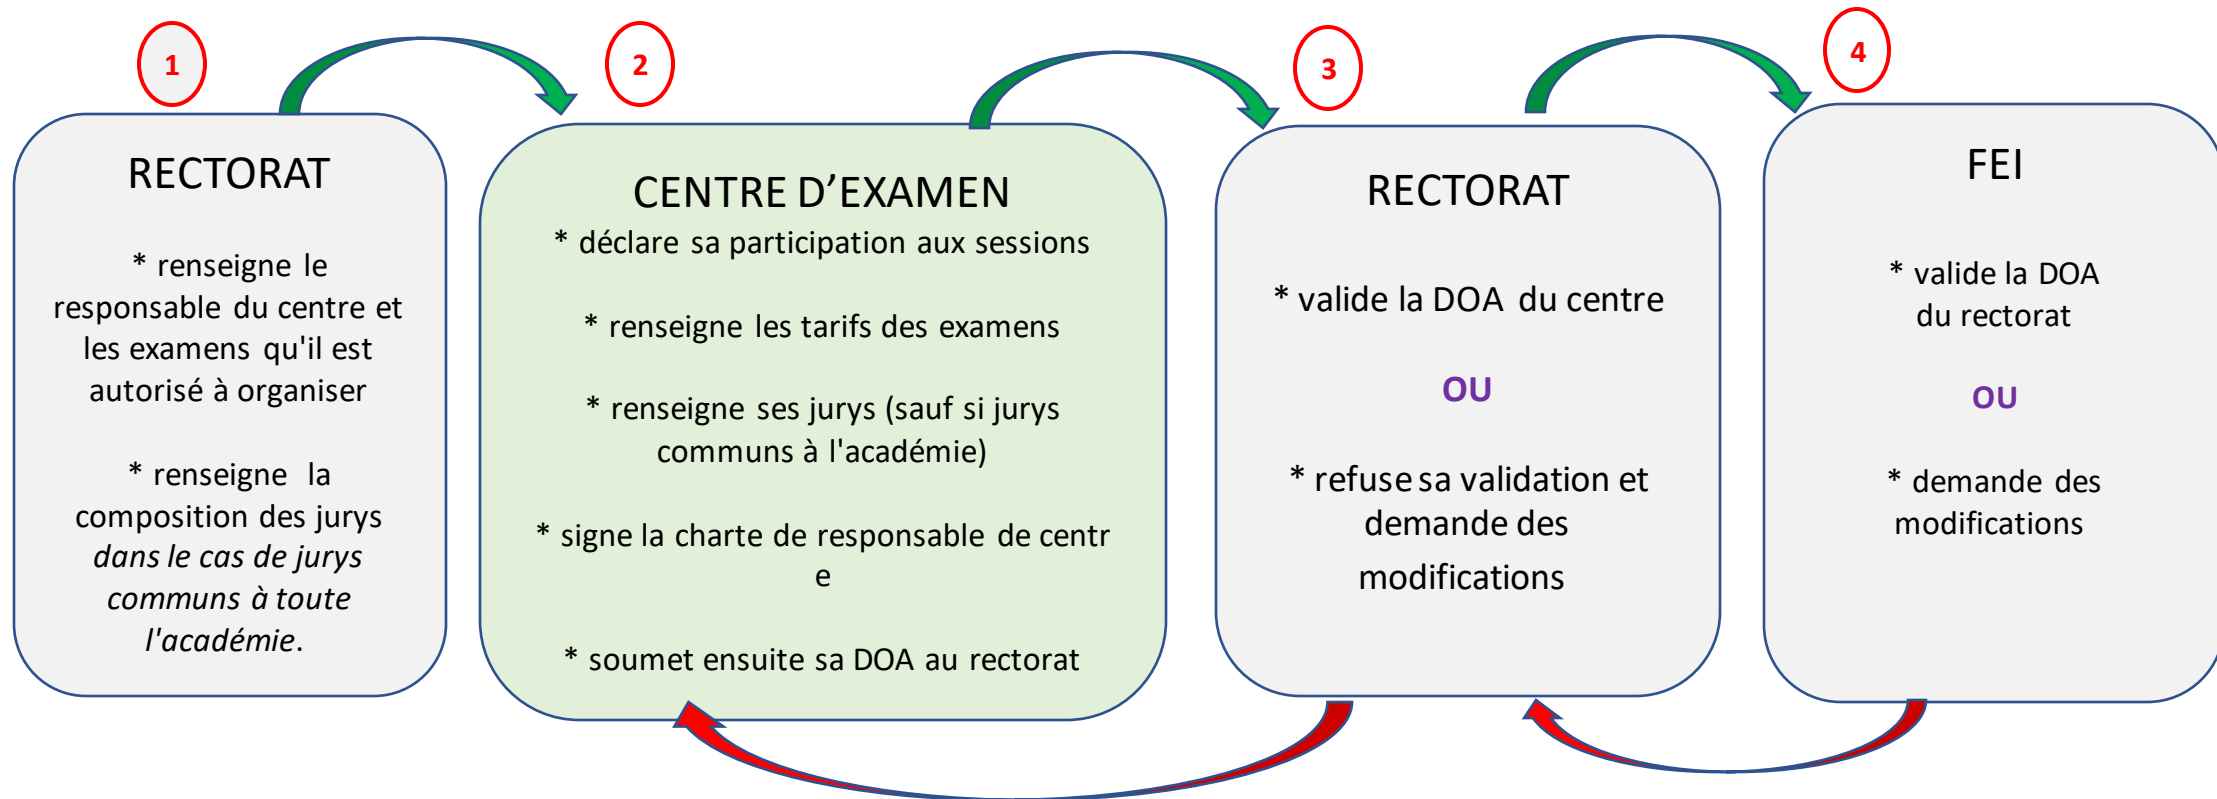 1
RECTORAT
* renseigne le
responsable du centre et
les examens qu'il est
autorisé à organiser
* renseigne la
composition des jurys
dans le cas de jurys
communs à toute
l'académie.
2
CENTRE D’EXAMEN
* déclare sa participation aux sessions
* renseigne les tarifs des examens
* renseigne ses jurys (sauf si jurys
communs à l'académie)
* signe la charte de responsable de centr
e
* soumet ensuite sa DOA au rectorat
3
RECTORAT
* valide la DOA du centre
OU
* refuse sa validation et
demande des
modifications
4
FEI
* valide la DOA
du rectorat
OU
* demande des
modifications